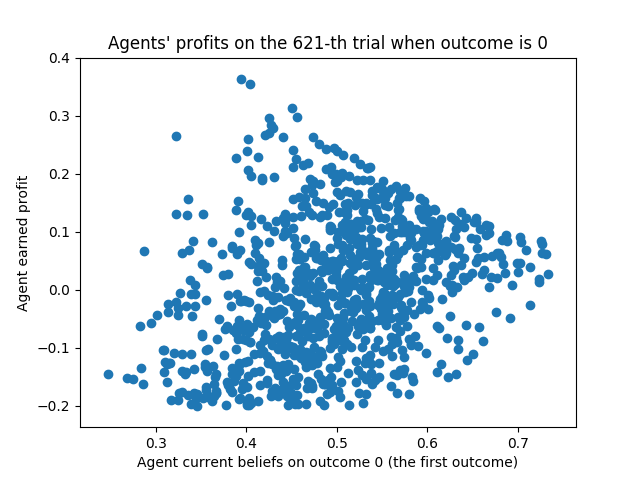 Agents' profits on the 621-th trial when outcome is 0
0.4
0.3
0.2
0.1
0.0
−0.1
−0.2
Agent earned profit
0.3 0.4 0.5 0.6 0.7
Agent current beliefs on outcome 0 (the first outcome)